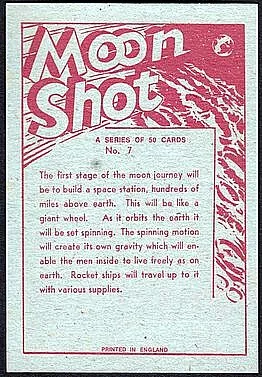 Moon
Shot
A SERIES OF 50 CARDS
No. 7
The first stage of the moon journey will
be to build a space station, hundreds of
miles above earth. This will be like a
giant wheel. As it orbits the earth it
will be set spinning. The spinning motion
will create its own gravity which will en-
able the men inside to live freely as on
earth. Rocket ships will travel up to it
with various supplies.
PRINTED IN ENGLAND